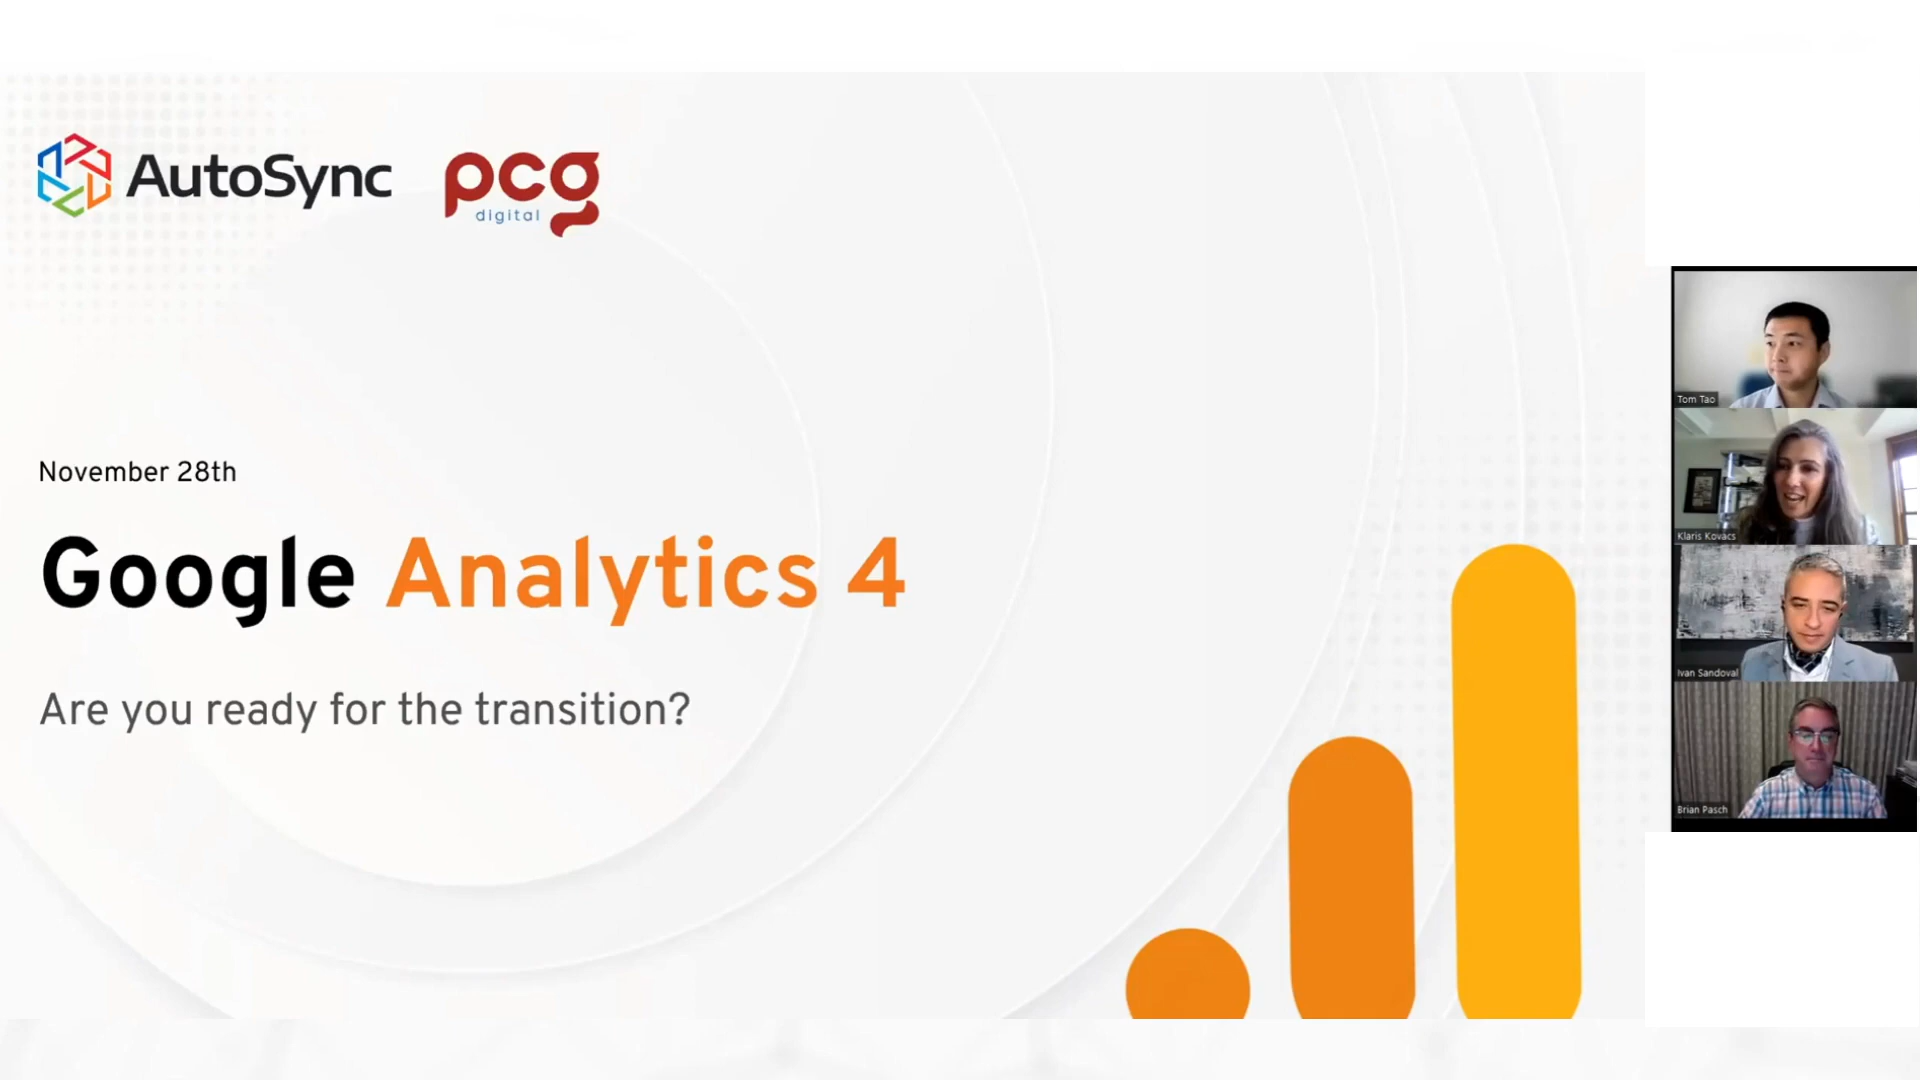 AutoSync
pcg
digital
November 28th
Google Analytics 4
Are you ready for the transition?
Tom Tao
Klaris Kovacs
Ivan Sandoval
Brian Pasch